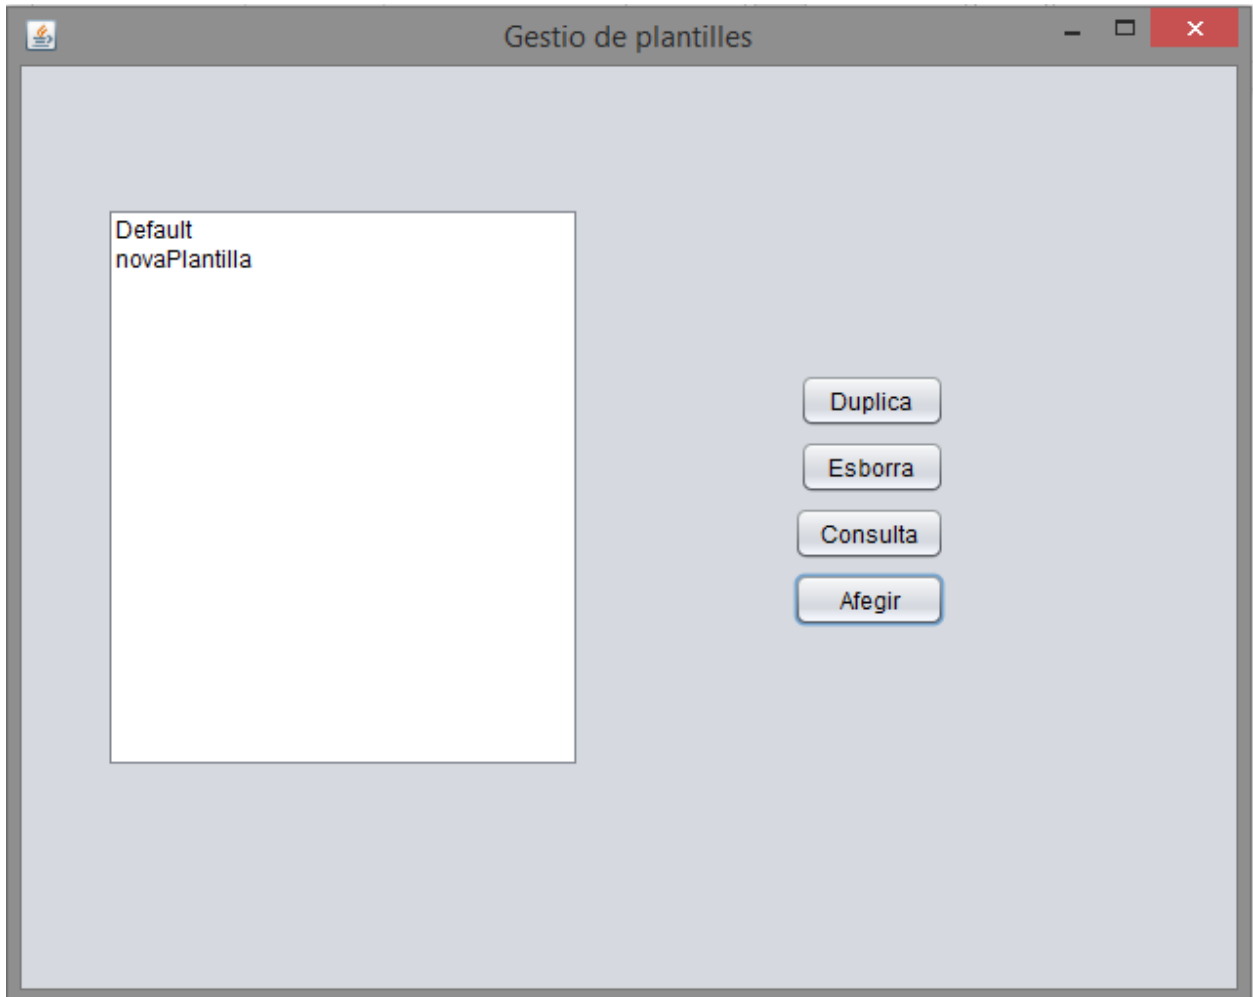 Gestio de plantilles
Default
novaPlantilla
Duplica
Esborra
Consulta
Afegir